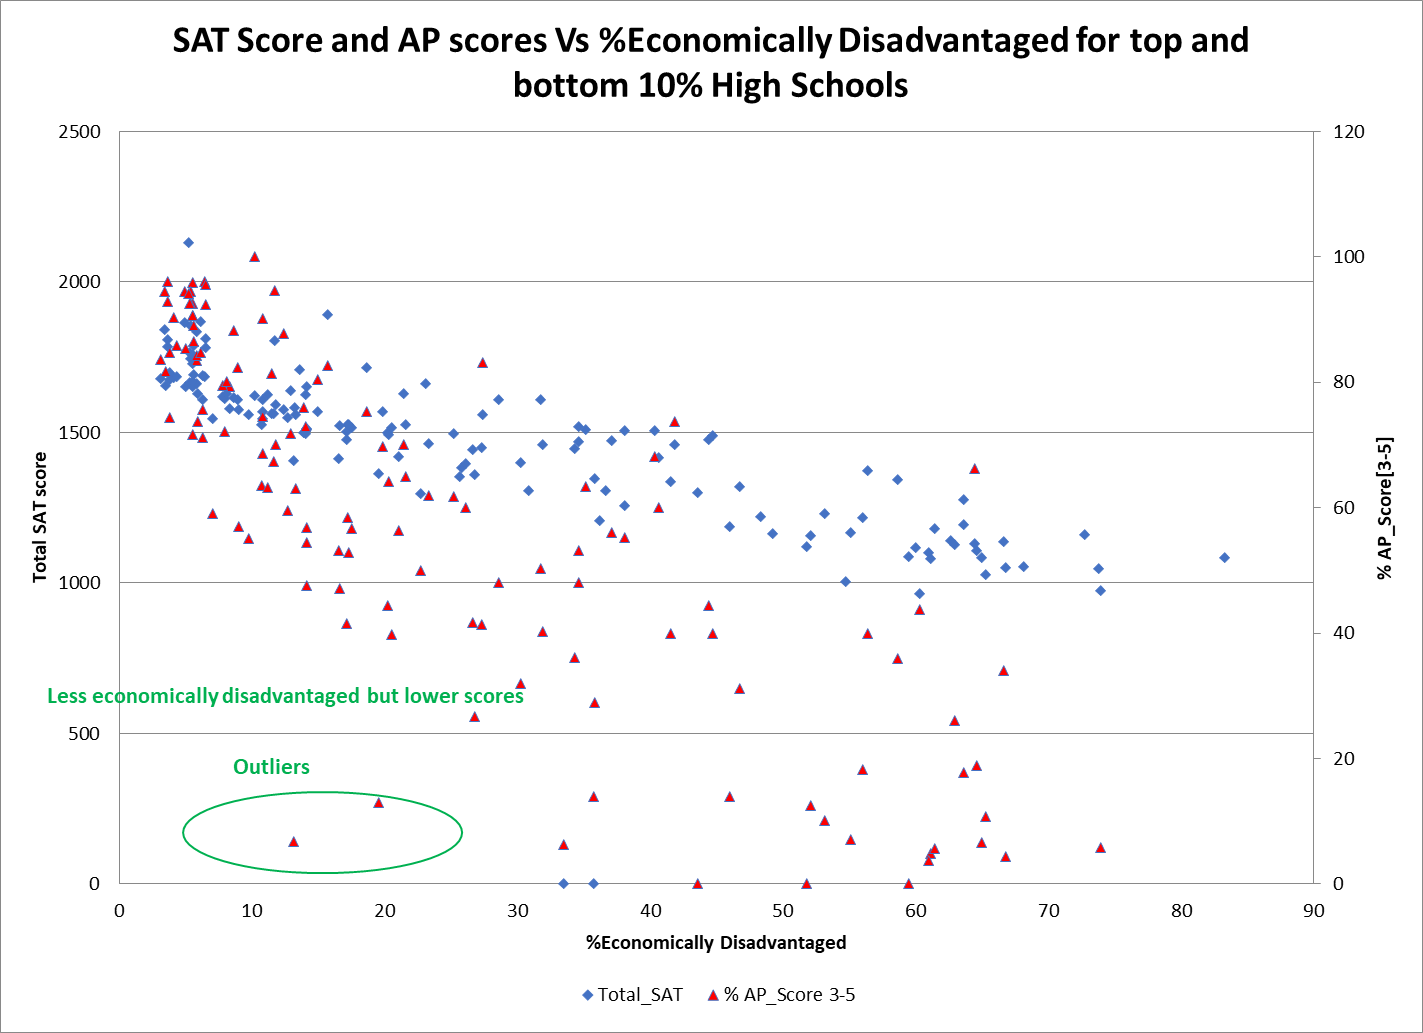 SAT Score and AP scores Vs %Economically Disadvantaged for top and
bottom 10% High Schools
2500
2000
1500
1000
500
0
Total SAT score
120
100
80
60
40
20
0
% AP_Score[3-5]
Less economically disadvantaged but lower scores
Outliers
0 10 20 30 40 50 60 70 80 90
%Economically Disadvantaged
Total_SAT % AP_Score 3-5